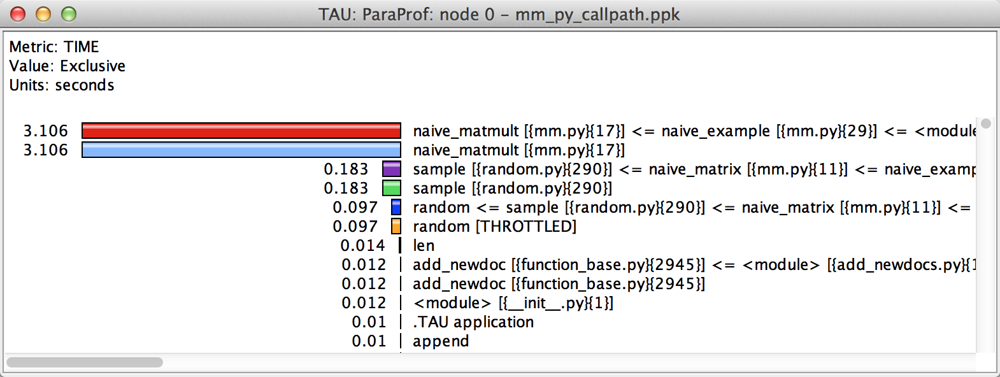 TAU: ParaProf: node 0 – mm_py_callpath.ppk
Metric: TIME
Value: Exclusive
Units: seconds
3.106 naive_matmult [{mm.py}{17}] <= naive_example [{mm.py}{29}] <= <module
3.106 naive_matmult [{mm.py}{17}]
0.183 sample [{random.py}{290}] <= naive_matrix [{mm.py}{11}] <= naive_examp
0.183 sample [{random.py}{290}]
0.097 random <= sample [{random.py}{290}] <= naive_matrix [{mm.py}{11}] <=
0.097 random [THROTTLED]
0.014 len
0.012 add_newdoc [{function_base.py}{2945}] <= <module> [{add_newdocs.py}{1
0.012 add_newdoc [{function_base.py}{2945}]
0.012 <module> [{__init__.py}{1}]
0.01 .TAU application
0.01 append